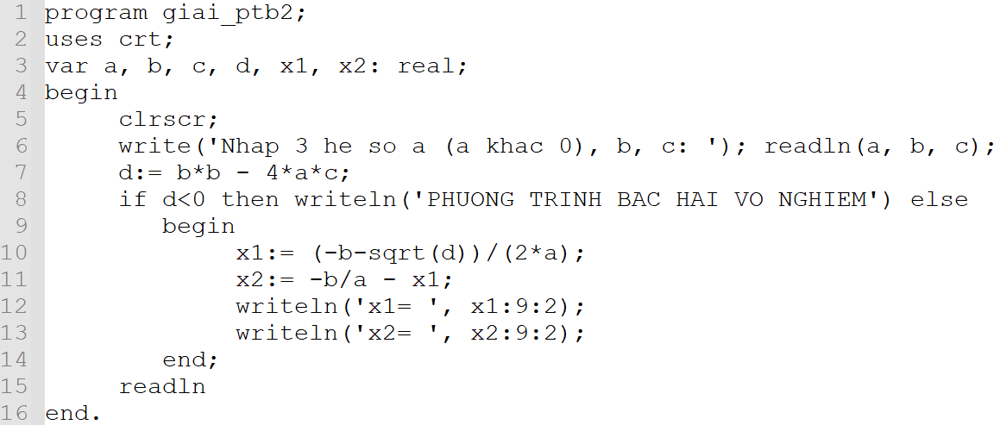 1 program giai_ptb2;
2 uses crt;
3 var a, b, c, d, x1, x2: real;
4 begin
5 clrscr;
6 write('Nhap 3 he so a (a khac 0), b, c: '); readln(a, b, c);
7 d:= b*b - 4*a*c;
8 if d<0 then writeln('PHUONG TRINH BAC HAI VO NGHIEM') else
9 begin
10 x1:= (-b-sqrt(d))/(2*a);
11 x2:= -b/a - x1;
12 writeln('x1= ', x1:9:2);
13 writeln('x2= ', x2:9:2);
14 end;
15 readln
16 end.